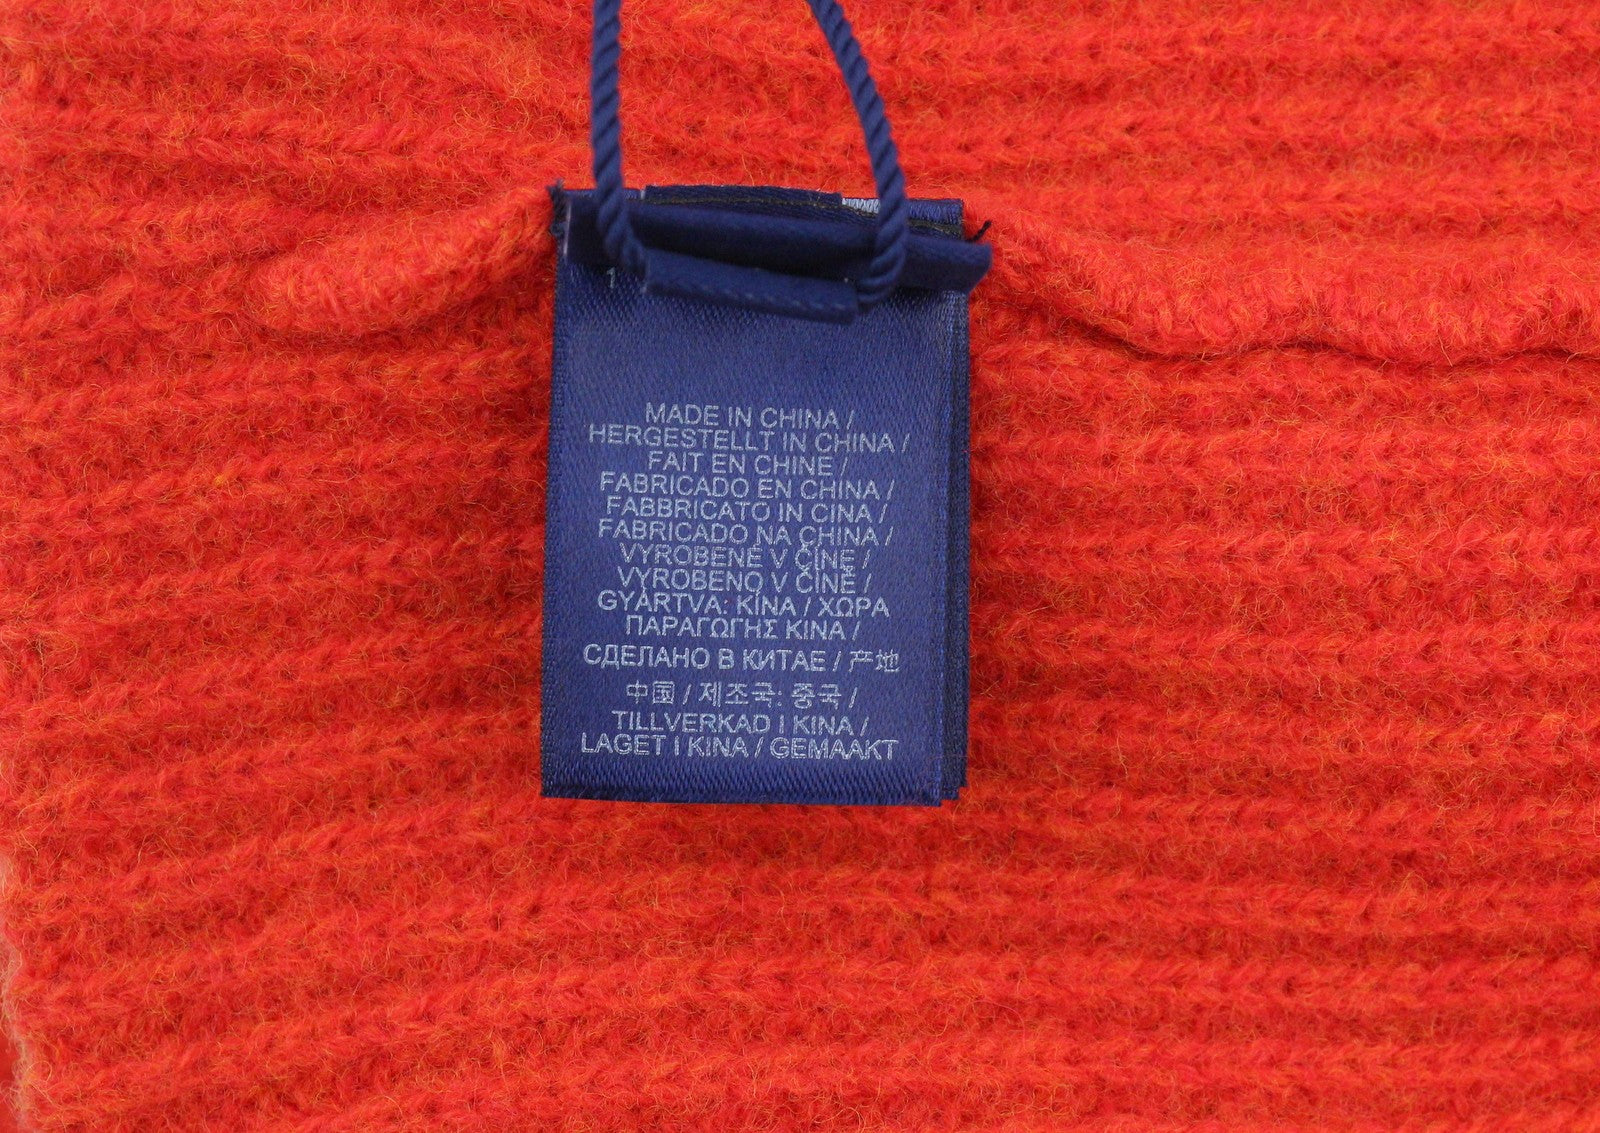 1
MADE IN CHINA /
HERGESTELLT IN CHINA /
FAIT EN CHINE /
FABRICADO EN CHINA /
FABBRICATO IN CINA /
FABRICADO NA CHINA /
VYROBENÉ V ČÍNE /
VYROBENO V ČÍNĚ /
GYÁRTVA: KÍNA / ΧΩΡΑ
ΠΑΡΑΓΩΓΗΣ ΚΙΝΑ /
СДЕЛАНО В КИТАЕ / 产地
中国 / 제조국: 중국 /
TILLVERKAD I KINA /
LAGET I KINA / GEMAAKT